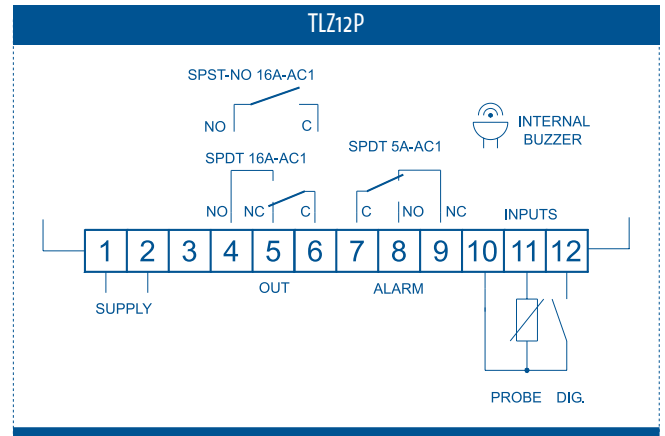 TLZ12P
SPST-NO 16A-AC1
NO C
INTERNAL
BUZZER
SPDT 16A-AC1
SPDT 5A-AC1
NO NC C C NO NC INPUTS
1 2 3 4 5 6 7 8 9 10 11 12
SUPPLY OUT ALARM
PROBE DIG.